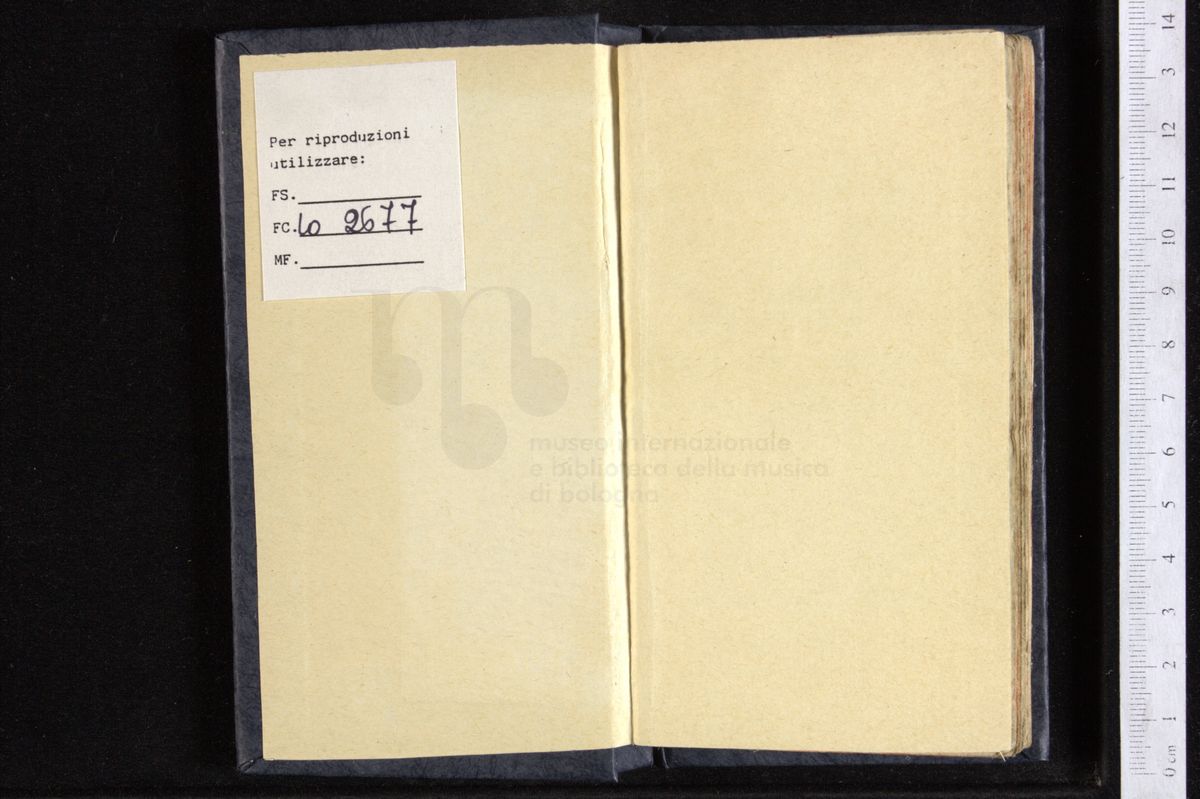 Per riproduzioni
utilizzare:
FS.
FC. Lo 2677
MF.
museo internazionale
e biblioteca della musica
di bologna
14
3
12
11
10
9
8
7
6
5
4
3
2
1
0 cm